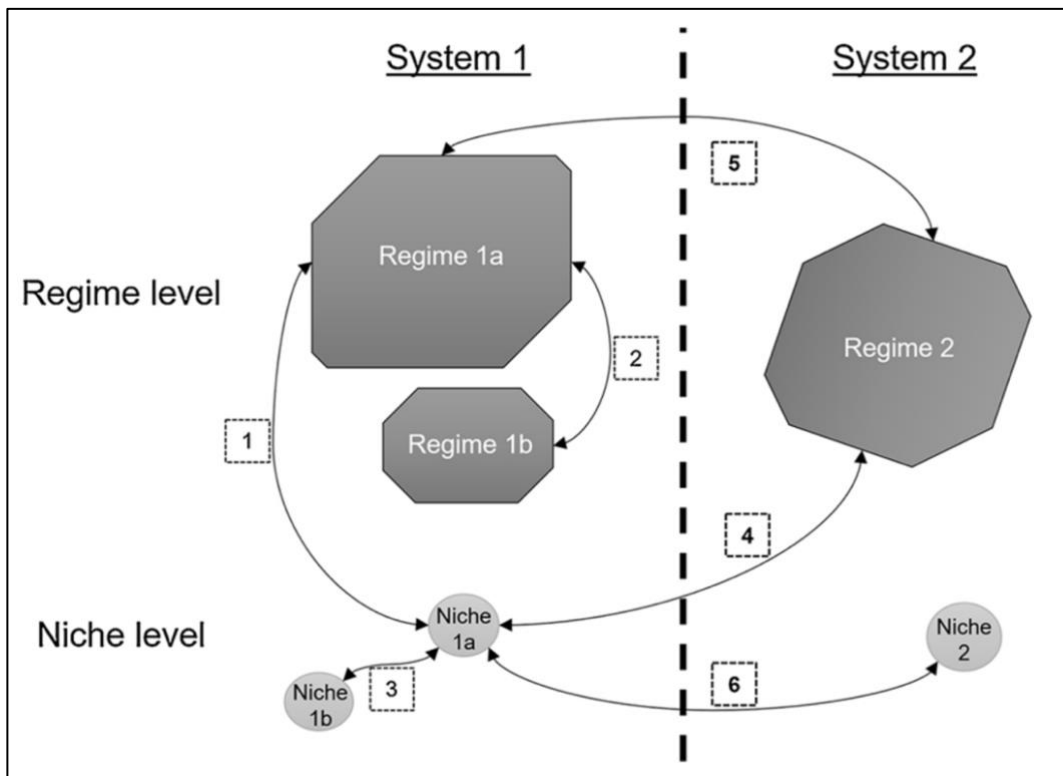 System 1
System 2
5
Regime 1a
Regime level
2
Regime 2
1
Regime 1b
4
Niche level
Niche
1a
Niche
2
3
6
Niche
1b